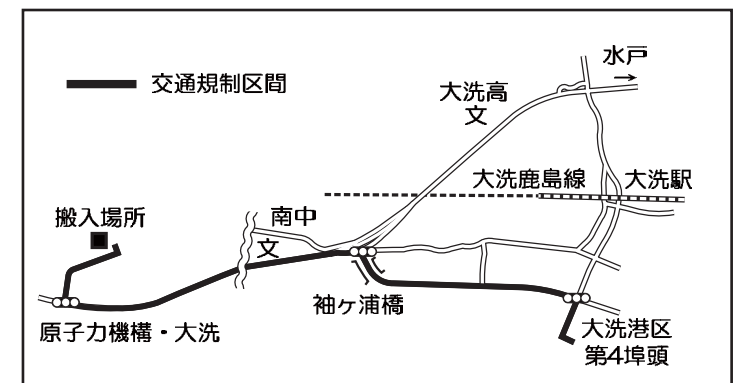 水戸
→
交通規制区間
大洗高
文
大洗鹿島線
大洗駅
搬入場所
南中
文
袖ヶ浦橋
原子力機構・大洗
大洗港区
第4埠頭